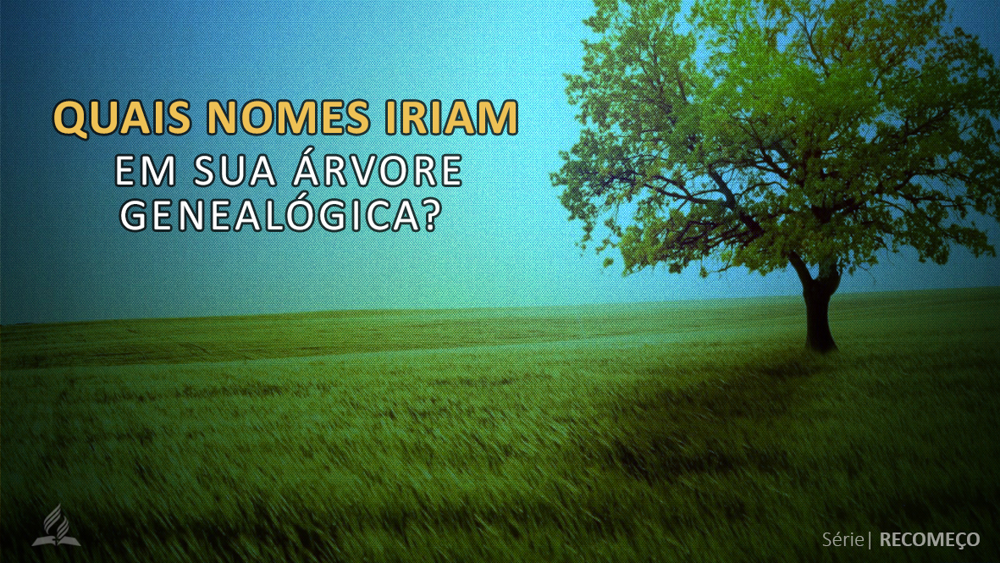 QUAIS NOMES IRIAM
EM SUA ÁRVORE
GENEALÓGICA?
Série| RECOMEÇO